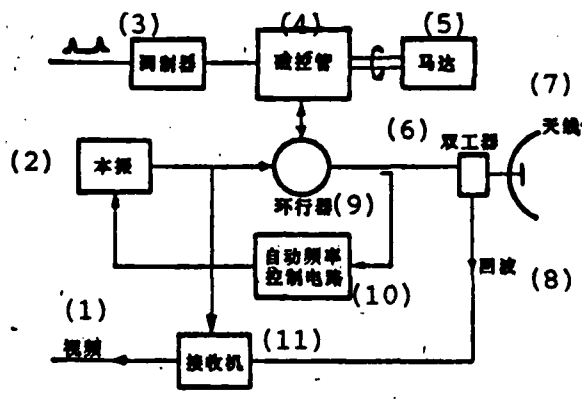 (3)
(4)
(5)
调制器
磁控管
马达
(7)
(6)
天线
双工器
(2)
本振
环行器(9)
自动频率
控制电路
(10)
回波
(8)
(1)
视频
(11)
接收机